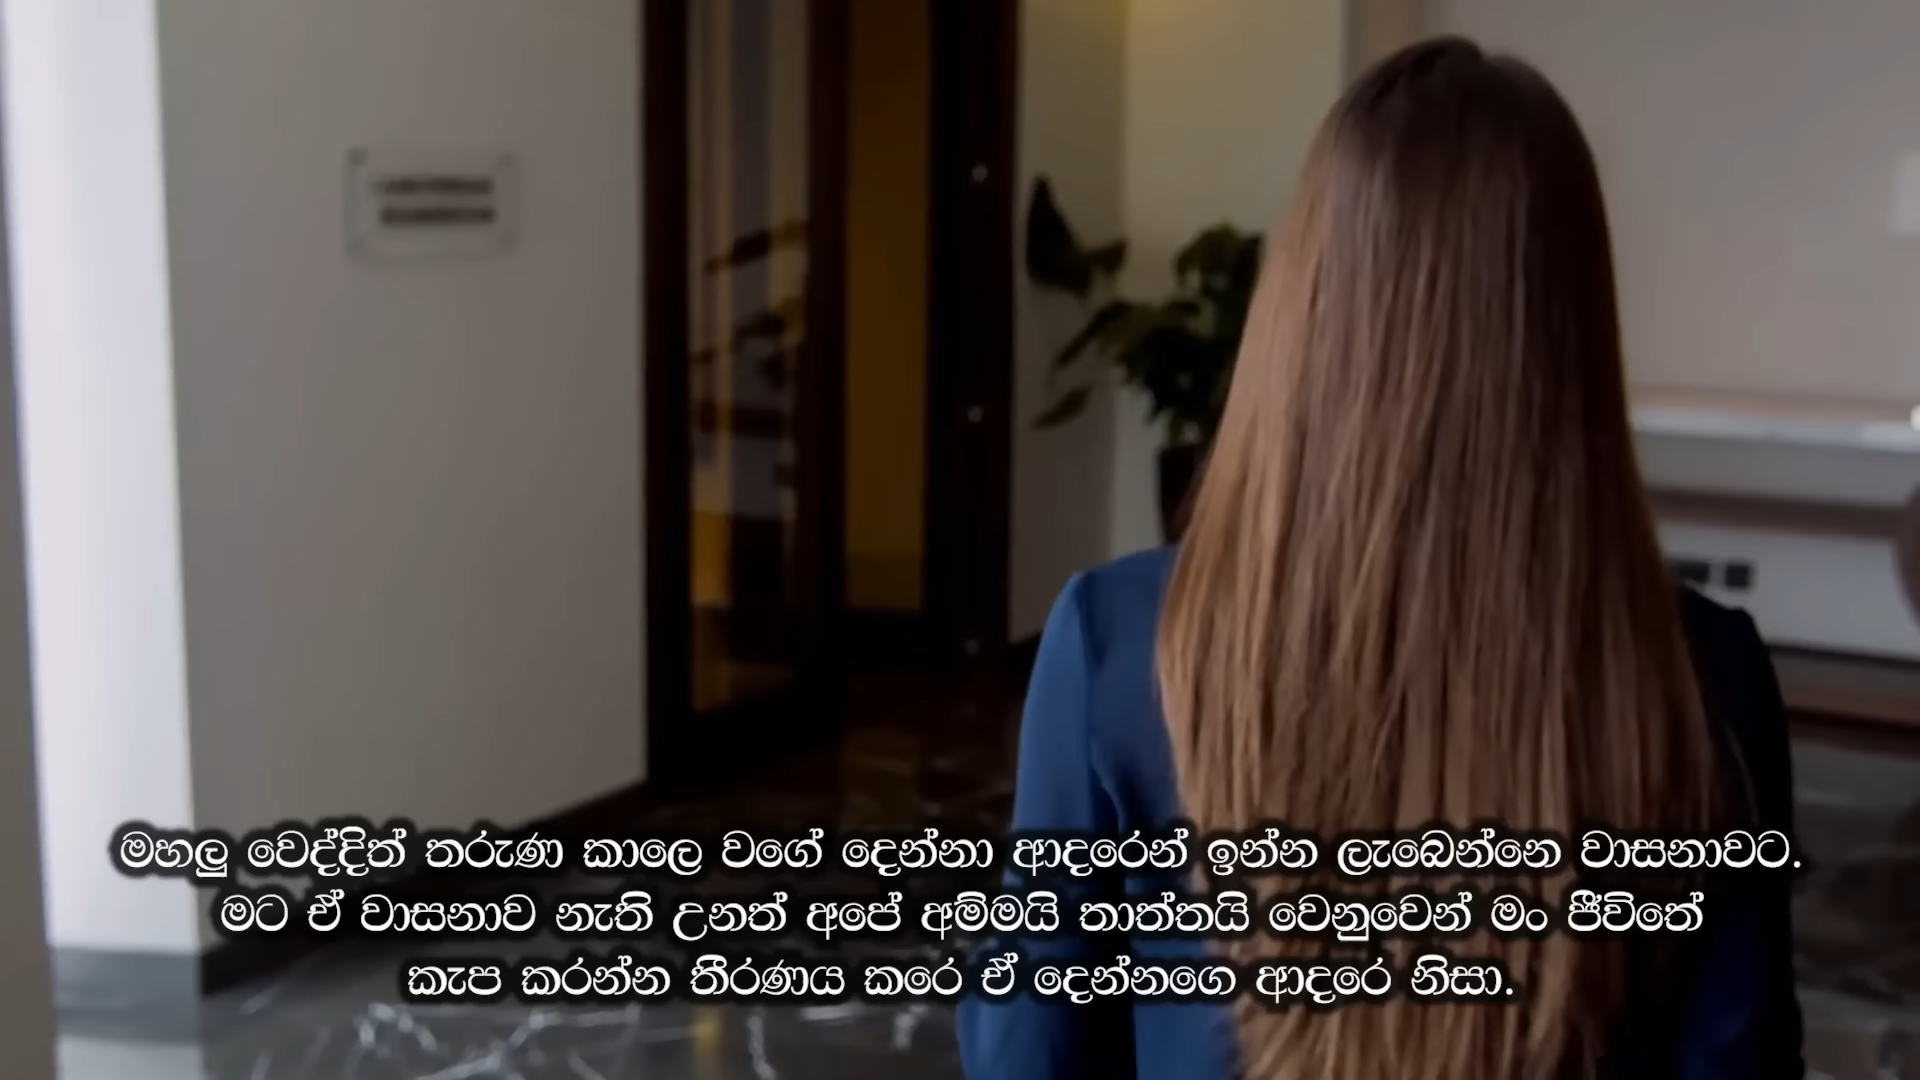 මහලු වෙද්දිත් තරුණ කාලෙ වගේ දෙන්නා ආදරෙන් ඉන්න ලැබෙන්නෙ වාසනාවට.
මට ඒ වාසනාව නැති උනත් අපේ අම්මයි තාත්තයි වෙනුවෙන් මං ජීවිතේ
කැප කරන්න තීරණය කරෙ ඒ දෙන්නගෙ ආදරෙ නිසා.